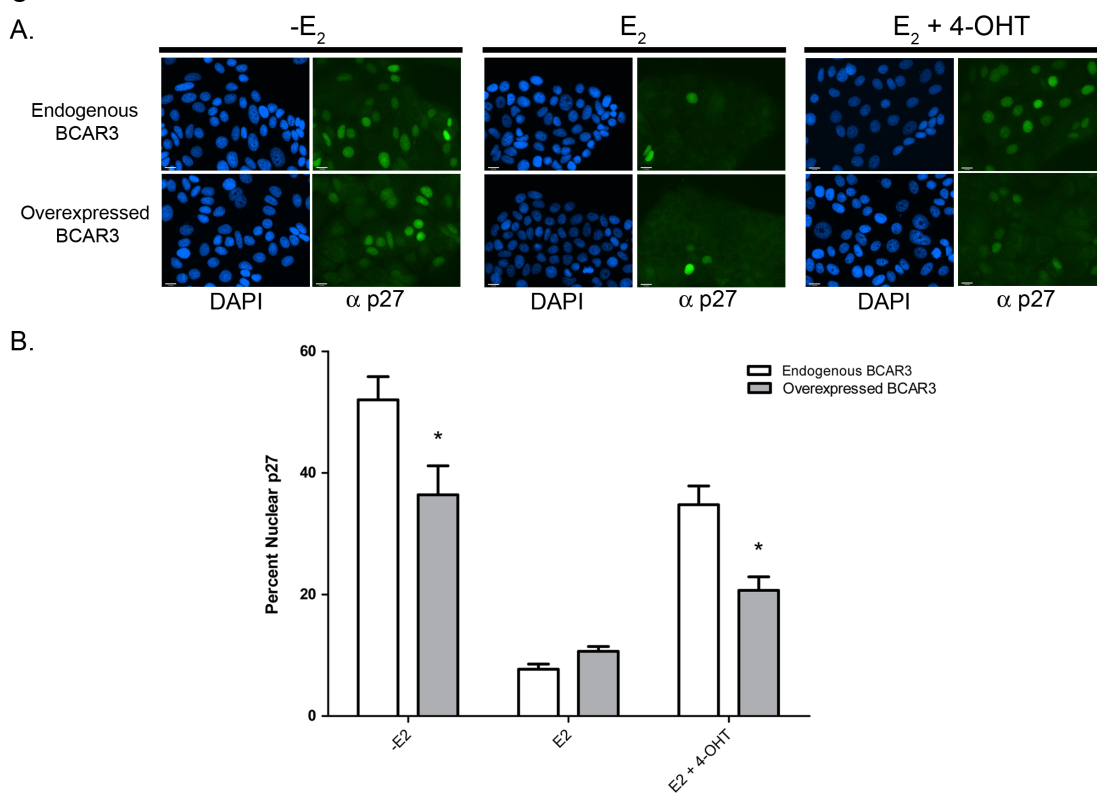 A.
-E2
E2
E2 + 4-OHT
Endogenous
BCAR3
Overexpressed
BCAR3
DAPI
α p27
DAPI
α p27
DAPI
α p27
B.
60
40
20
0
Percent Nuclear p27
*
*
Endogenous BCAR3
Overexpressed BCAR3
-E2
E2
E2 + 4-OHT